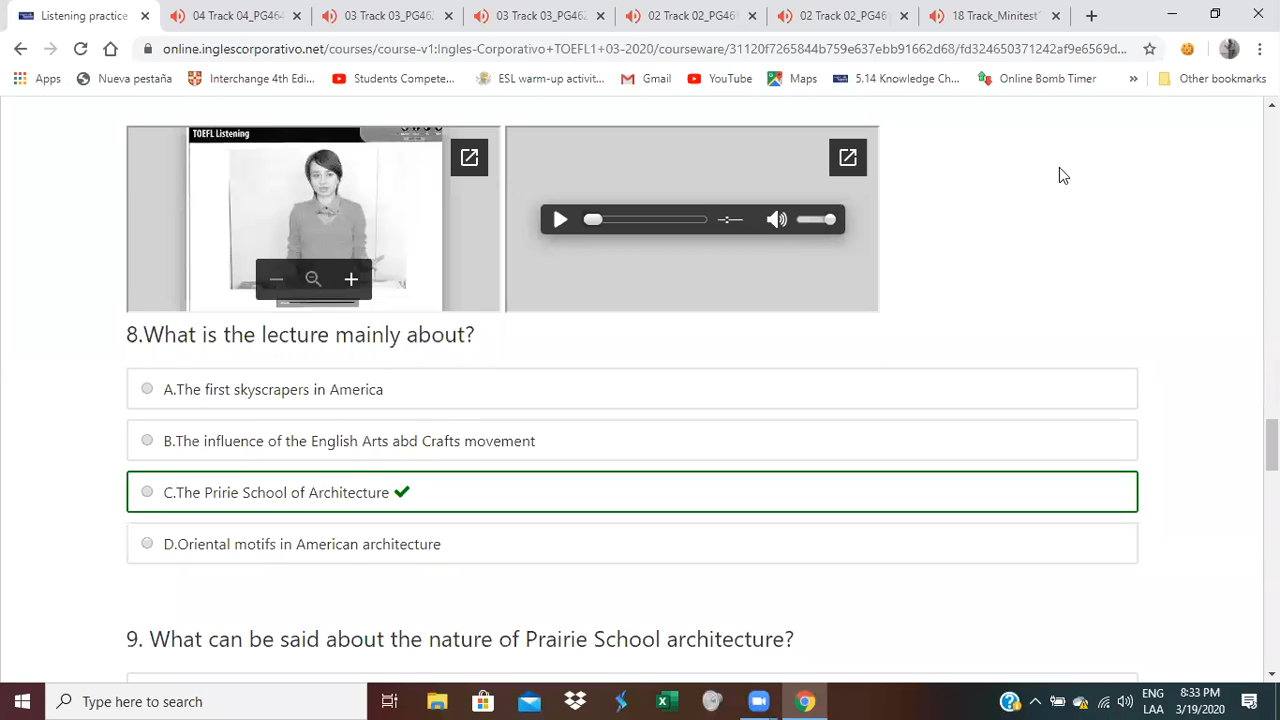 Listening practice
04 Track 04_PG464
03 Track 03_PG462
03 Track 03_PG462
02 Track 02_PG46
02 Track 02_PG46
18 Track_Minitest
online.inglescorporativo.net/courses/course-v1:Ingles-Corporativo+TOEFL1+03-2020/courseware/31120f7265844b759e637ebb91662d68/fd324650371242af9e6569d...
Apps
Nueva pestaña
Interchange 4th Edi...
Students Compete...
ESL warm-up activit...
Gmail
YouTube
Maps
5.14 Knowledge Ch...
Online Bomb Timer
Other bookmarks
TOEFL Listening
8.What is the lecture mainly about?
A.The first skyscrapers in America
B.The influence of the English Arts abd Crafts movement
C.The Pririe School of Architecture
D.Oriental motifs in American architecture
9. What can be said about the nature of Prairie School architecture?
Type here to search
ENG
LAA
8:33 PM
3/19/2020